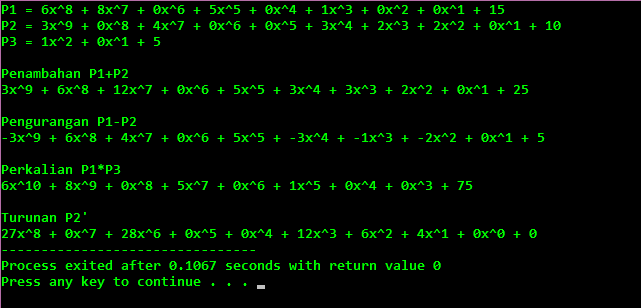 P1 = 6x^8 + 8x^7 + 0x^6 + 5x^5 + 0x^4 + 1x^3 + 0x^2 + 0x^1 + 15
P2 = 3x^9 + 0x^8 + 4x^7 + 0x^6 + 0x^5 + 3x^4 + 2x^3 + 2x^2 + 0x^1 + 10
P3 = 1x^2 + 0x^1 + 5
Penambahan P1+P2
3x^9 + 6x^8 + 12x^7 + 0x^6 + 5x^5 + 3x^4 + 3x^3 + 2x^2 + 0x^1 + 25
Pengurangan P1-P2
-3x^9 + 6x^8 + 4x^7 + 0x^6 + 5x^5 + -3x^4 + -1x^3 + -2x^2 + 0x^1 + 5
Perkalian P1*P3
6x^10 + 8x^9 + 0x^8 + 5x^7 + 0x^6 + 1x^5 + 0x^4 + 0x^3 + 75
Turunan P2'
27x^8 + 0x^7 + 28x^6 + 0x^5 + 0x^4 + 12x^3 + 6x^2 + 4x^1 + 0x^0 + 0
--------------------------------
Process exited after 0.1067 seconds with return value 0
Press any key to continue . . .